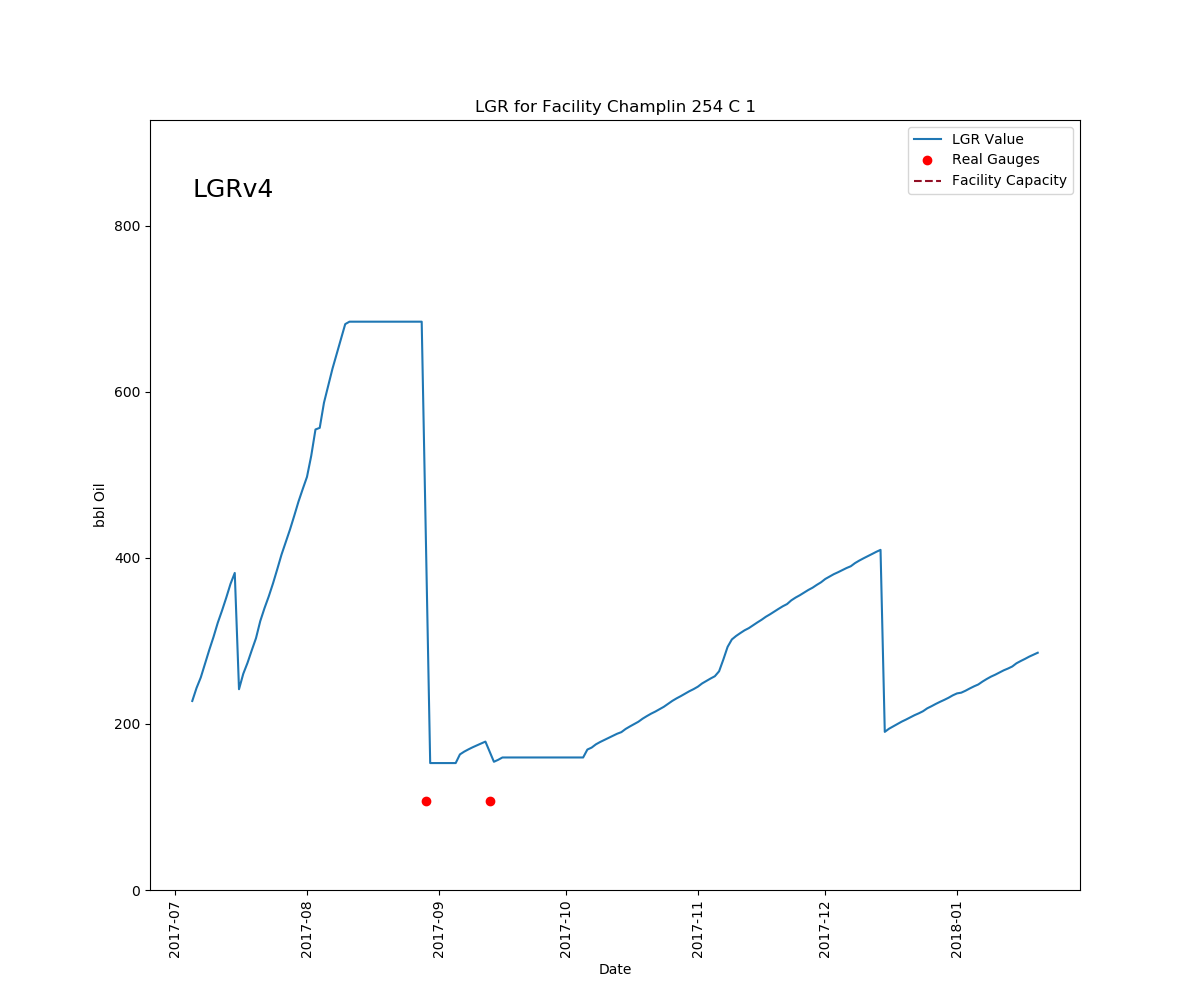 LGR for Facility Champlin 254 C 1
LGR Value
Real Gauges
Facility Capacity
LGRv4
800
600
400
200
0
bbl Oil
2017-07
2017-08
2017-09
2017-10
2017-11
2017-12
2018-01
Date